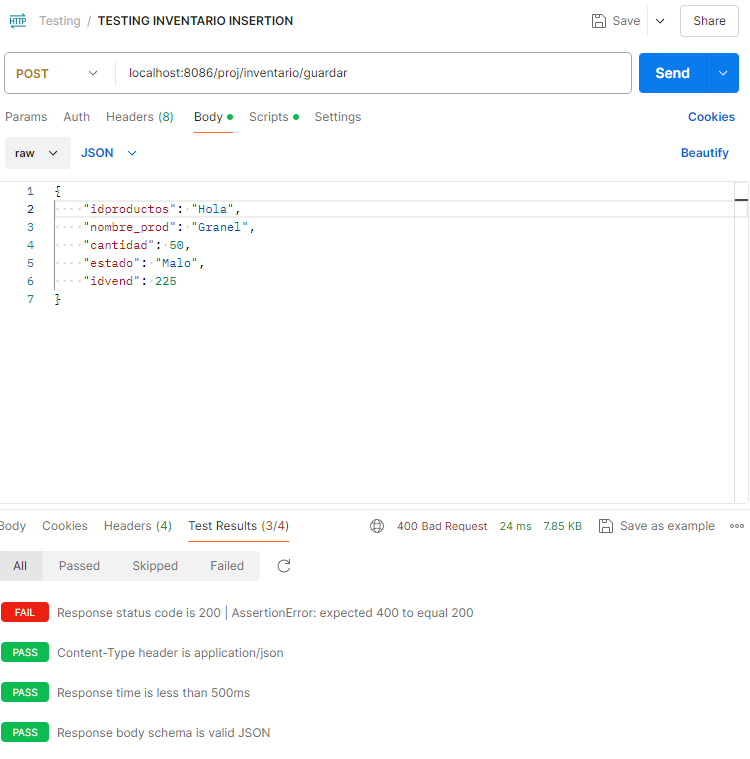 HTTP Testing / TESTING INVENTARIO INSERTION Save Share
POST localhost:8086/proj/inventario/guardar Send
Params Auth Headers (8) Body Scripts Settings Cookies
raw JSON Beautify
1 {
2 "idproductos": "Hola",
3 "nombre_prod": "Granel",
4 "cantidad": 50,
5 "estado": "Malo",
6 "idvend": 225
7 }
Body Cookies Headers (4) Test Results (3/4) 400 Bad Request 24 ms 7.85 KB Save as example
All Passed Skipped Failed
FAIL Response status code is 200 | AssertionError: expected 400 to equal 200
PASS Content-Type header is application/json
PASS Response time is less than 500ms
PASS Response body schema is valid JSON